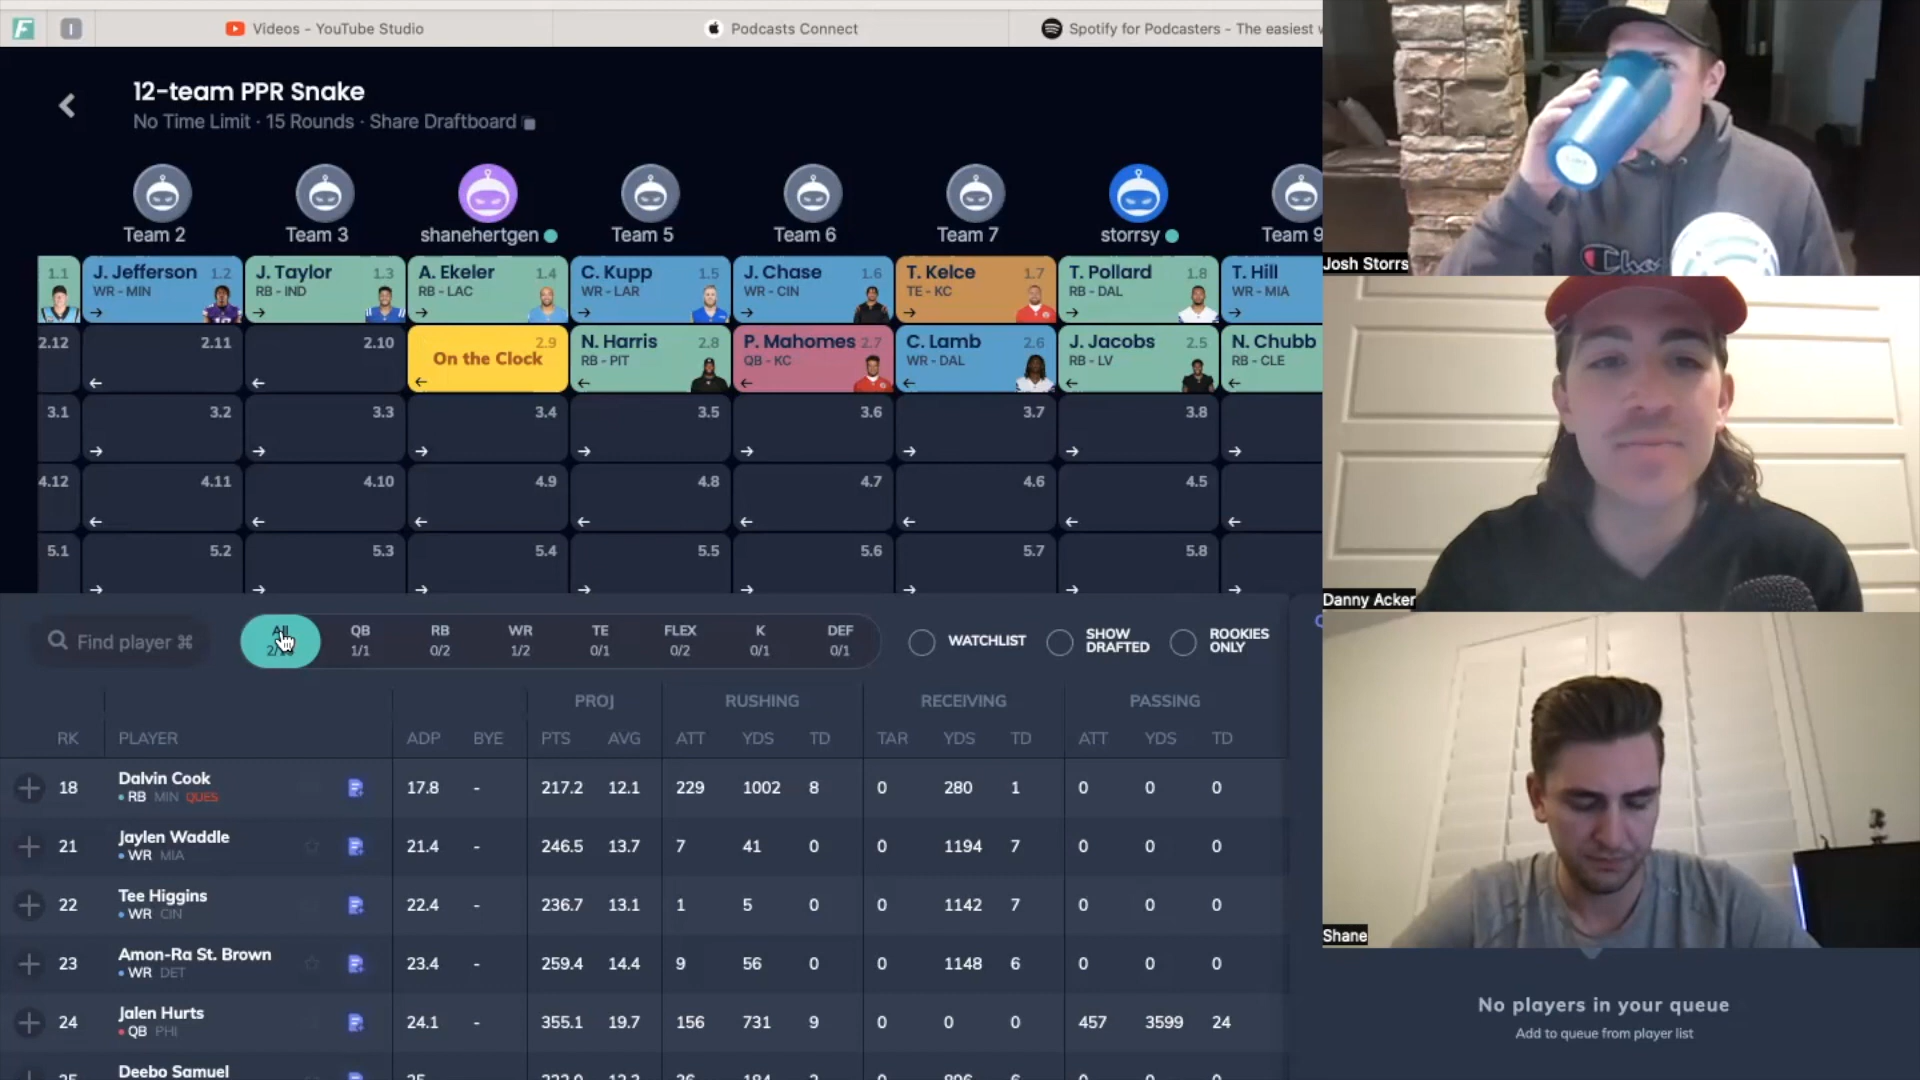 Videos - YouTube Studio
Podcasts Connect
Spotify for Podcasters - The easiest
12-team PPR Snake
No Time Limit · 15 Rounds · Share Draftboard
Team 2 Team 3 shanehertgen Team 5 Team 6 Team 7 storrsy Team 9
1.1
J. Jefferson 1.2
WR - MIN
J. Taylor 1.3
RB - IND
A. Ekeler 1.4
RB - LAC
C. Kupp 1.5
WR - LAR
J. Chase 1.6
WR - CIN
T. Kelce 1.7
TE - KC
T. Pollard 1.8
RB - DAL
T. Hill
WR - MIA
2.12
2.11
2.10
2.9
On the Clock
N. Harris 2.8
RB - PIT
P. Mahomes 2.7
QB - KC
C. Lamb 2.6
WR - DAL
J. Jacobs 2.5
RB - LV
N. Chubb
RB - CLE
3.1 3.2 3.3 3.4 3.5 3.6 3.7 3.8
4.12 4.11 4.10 4.9 4.8 4.7 4.6 4.5
5.1 5.2 5.3 5.4 5.5 5.6 5.7 5.8
Find player ⌘
QB RB WR TE FLEX K DEF
1/1 0/2 1/2 0/1 0/2 0/1 0/1
WATCHLIST
SHOW
DRAFTED
ROOKIES
ONLY
PROJ RUSHING RECEIVING PASSING
RK PLAYER ADP BYE PTS AVG ATT YDS TD TAR YDS TD ATT YDS TD
18 Dalvin Cook 17.8 - 217.2 12.1 229 1002 8 0 280 1 0 0 0
RB MIN QUES
21 Jaylen Waddle 21.4 - 246.5 13.7 7 41 0 0 1194 7 0 0 0
WR MIA
22 Tee Higgins 22.4 - 236.7 13.1 1 5 0 0 1142 7 0 0 0
WR CIN
23 Amon-Ra St. Brown 23.4 - 259.4 14.4 9 56 0 0 1148 6 0 0 0
WR DET
24 Jalen Hurts 24.1 - 355.1 19.7 156 731 9 0 0 0 457 3599 24
QB PHI
Deebo Samuel
Josh Storrs
Danny Acker
Shane
No players in your queue
Add to queue from player list